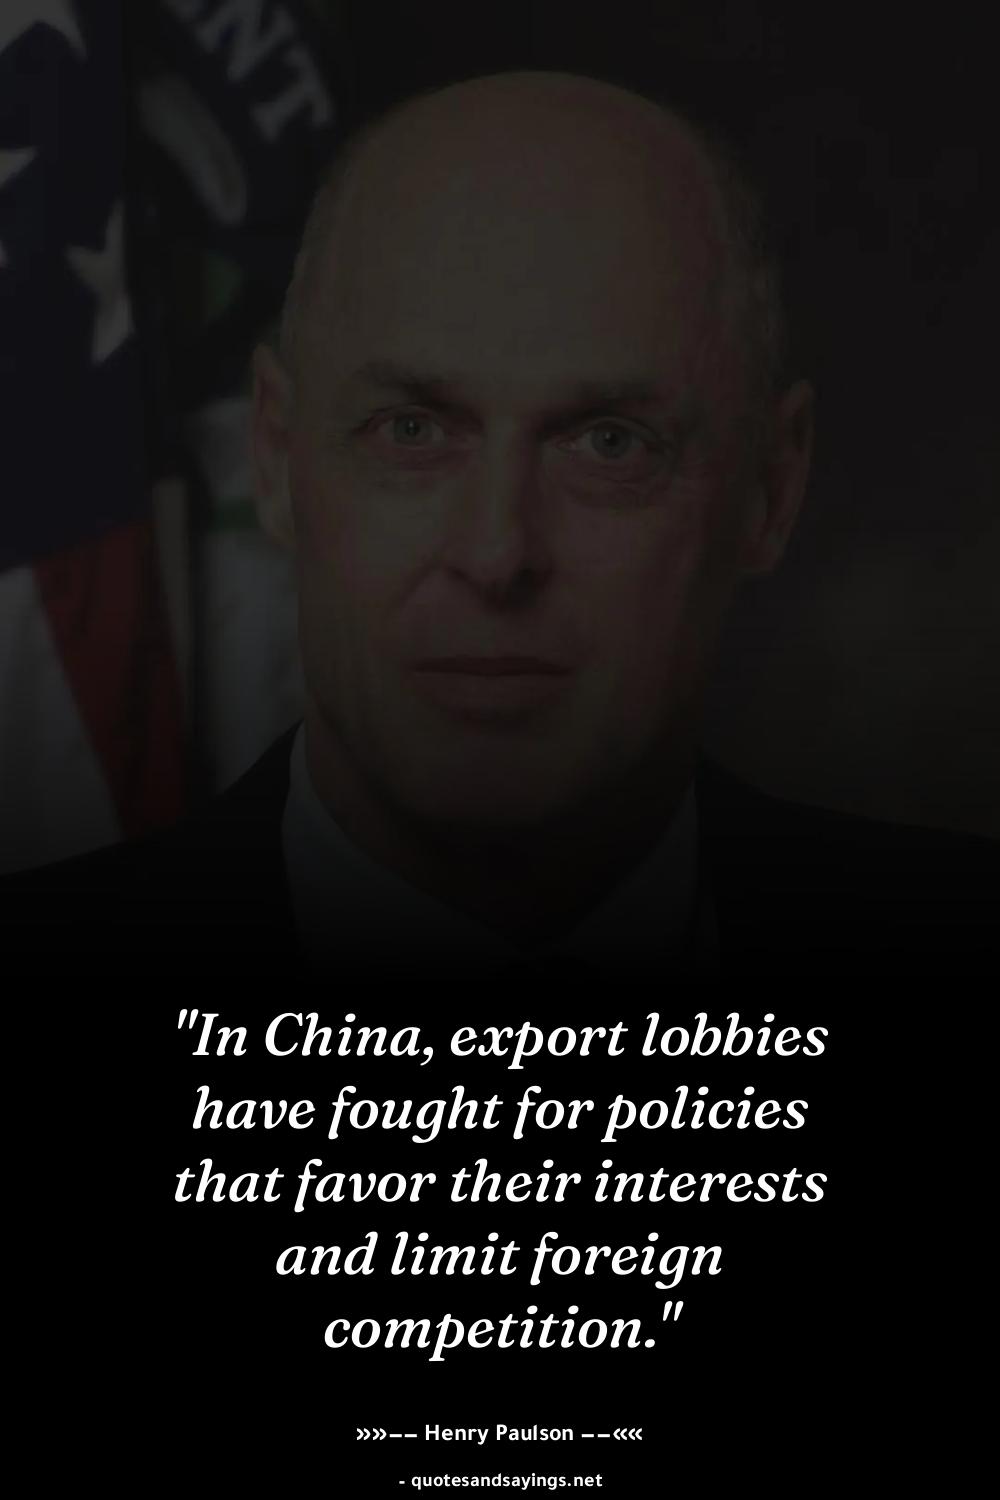 ENT
"In China, export lobbies
have fought for policies
that favor their interests
and limit foreign
competition."
»»−− Henry Paulson −−««
- quotesandsayings.net